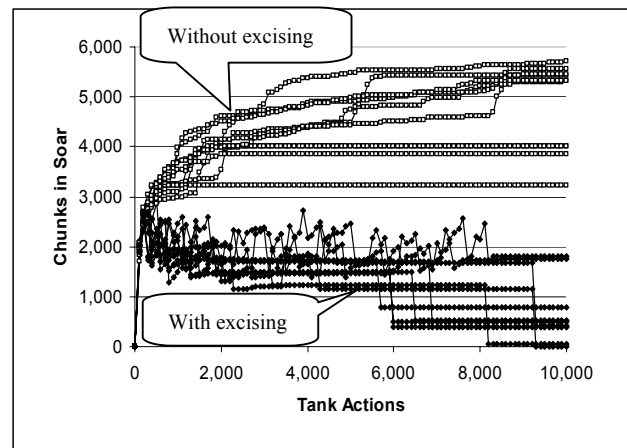 6,000
Without excising
5,000
4,000
3,000
2,000
1,000
With excising
0
0 2,000 4,000 6,000 8,000 10,000
Chunks in Soar
Tank Actions